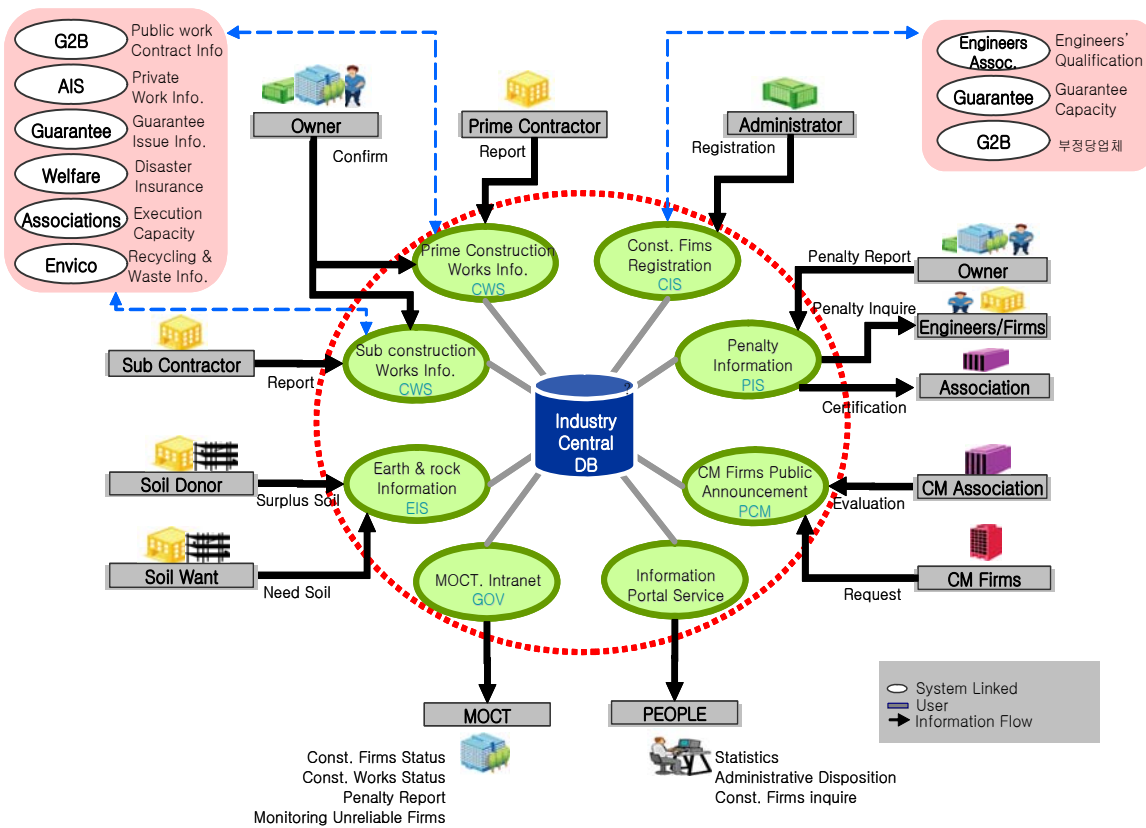 G2B
Public work
Contract Info
AIS
Private
Work Info.
Guarantee
Guarantee
Issue Info.
Welfare
Disaster
Insurance
Associations
Execution
Capacity
Envico
Recycling &
Waste Info.
Engineers
Assoc.
Engineers'
Qualification
Guarantee
Guarantee
Capacity
G2B
부정당업체
Owner
Confirm
Prime Contractor
Report
Administrator
Registration
Prime Construction
Works Info.
CWS
Const. Fims
Registration
CIS
Penalty Report
Owner
Penalty Inquire
Engineers/Firms
Sub Contractor
Report
Sub construction
Works Info.
CWS
Penalty
Information
PIS
Association
Certification
?
Industry
Central
DB
Soil Donor
Surplus Soil
Earth & rock
Information
EIS
CM Firms Public
Announcement
PCM
CM Association
Evaluation
Soil Want
Need Soil
MOCT. Intranet
GOV
Information
Portal Service
CM Firms
Request
System Linked
User
Information Flow
MOCT
Const. Firms Status
Const. Works Status
Penalty Report
Monitoring Unreliable Firms
PEOPLE
Statistics
Administrative Disposition
Const. Firms inquire